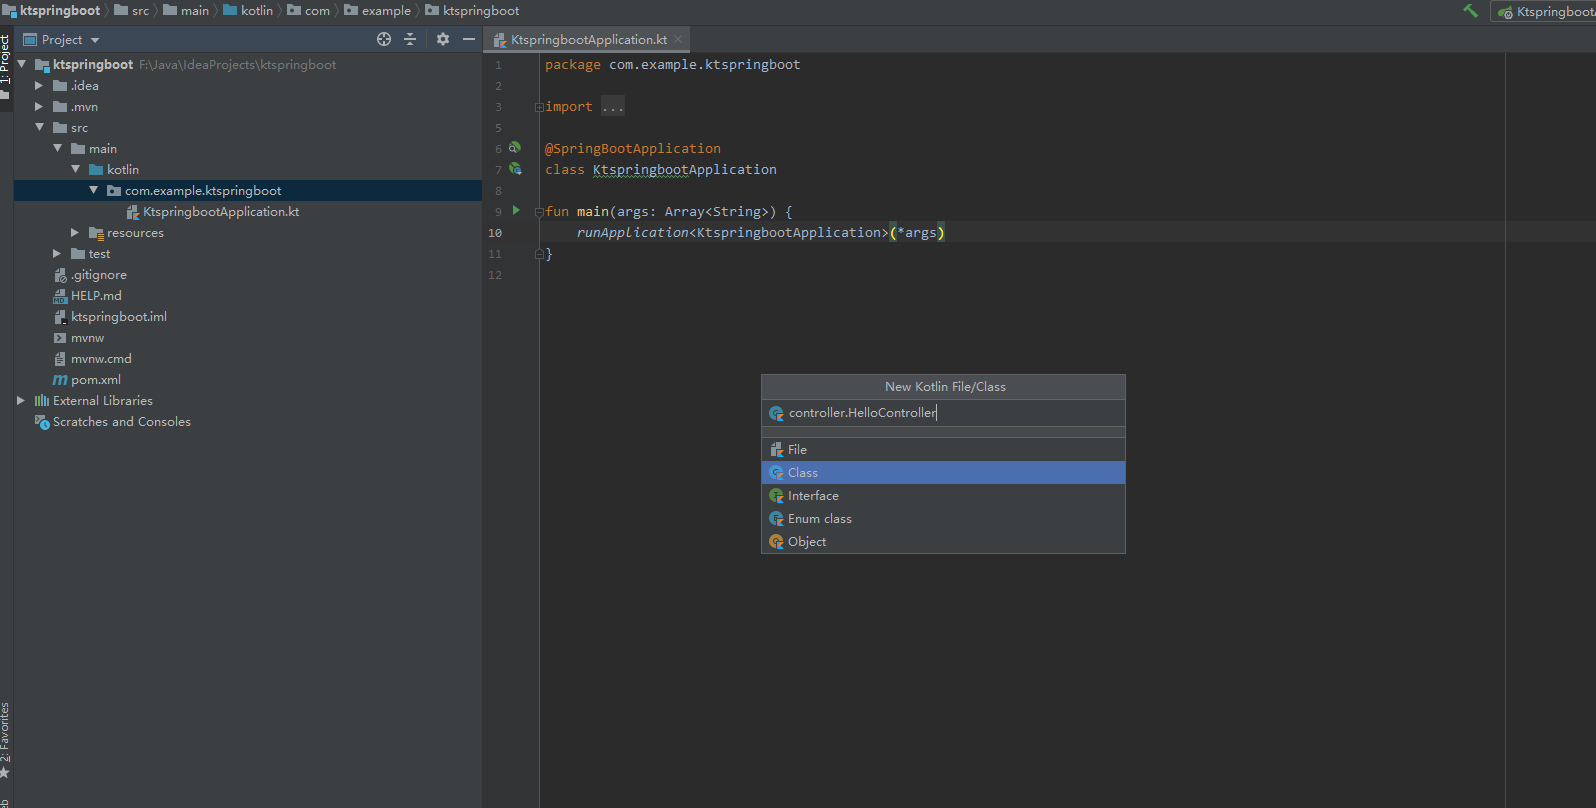 ktspringboot src main kotlin com example ktspringboot
Ktspringboot
Project
KtspringbootApplication.kt
1: Project
ktspringboot F:\Java\IdeaProjects\ktspringboot
.idea
.mvn
src
main
kotlin
com.example.ktspringboot
KtspringbootApplication.kt
resources
test
.gitignore
HELP.md
ktspringboot.iml
mvnw
mvnw.cmd
pom.xml
External Libraries
Scratches and Consoles
2: Favorites
1 package com.example.ktspringboot
2
3 import ...
5
6 @SpringBootApplication
7 class KtspringbootApplication
8
9 fun main(args: Array<String>) {
10 runApplication<KtspringbootApplication>(*args)
11 }
12
New Kotlin File/Class
controller.HelloController
File
Class
Interface
Enum class
Object